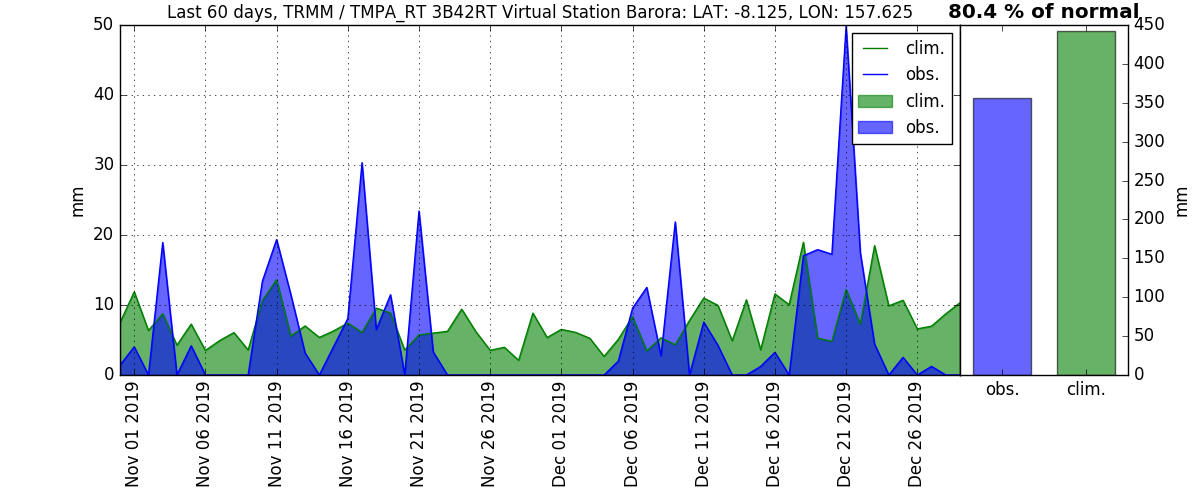 Last 60 days, TRMM / TMPA_RT 3B42RT Virtual Station Barora: LAT: -8.125, LON: 157.625
80.4 % of normal
50
40
30
20
10
0
mm
clim.
obs.
clim.
obs.
Nov 01 2019
Nov 06 2019
Nov 11 2019
Nov 16 2019
Nov 21 2019
Nov 26 2019
Dec 01 2019
Dec 06 2019
Dec 11 2019
Dec 16 2019
Dec 21 2019
Dec 26 2019
450
400
350
300
250
200
150
100
50
0
mm
obs.
clim.